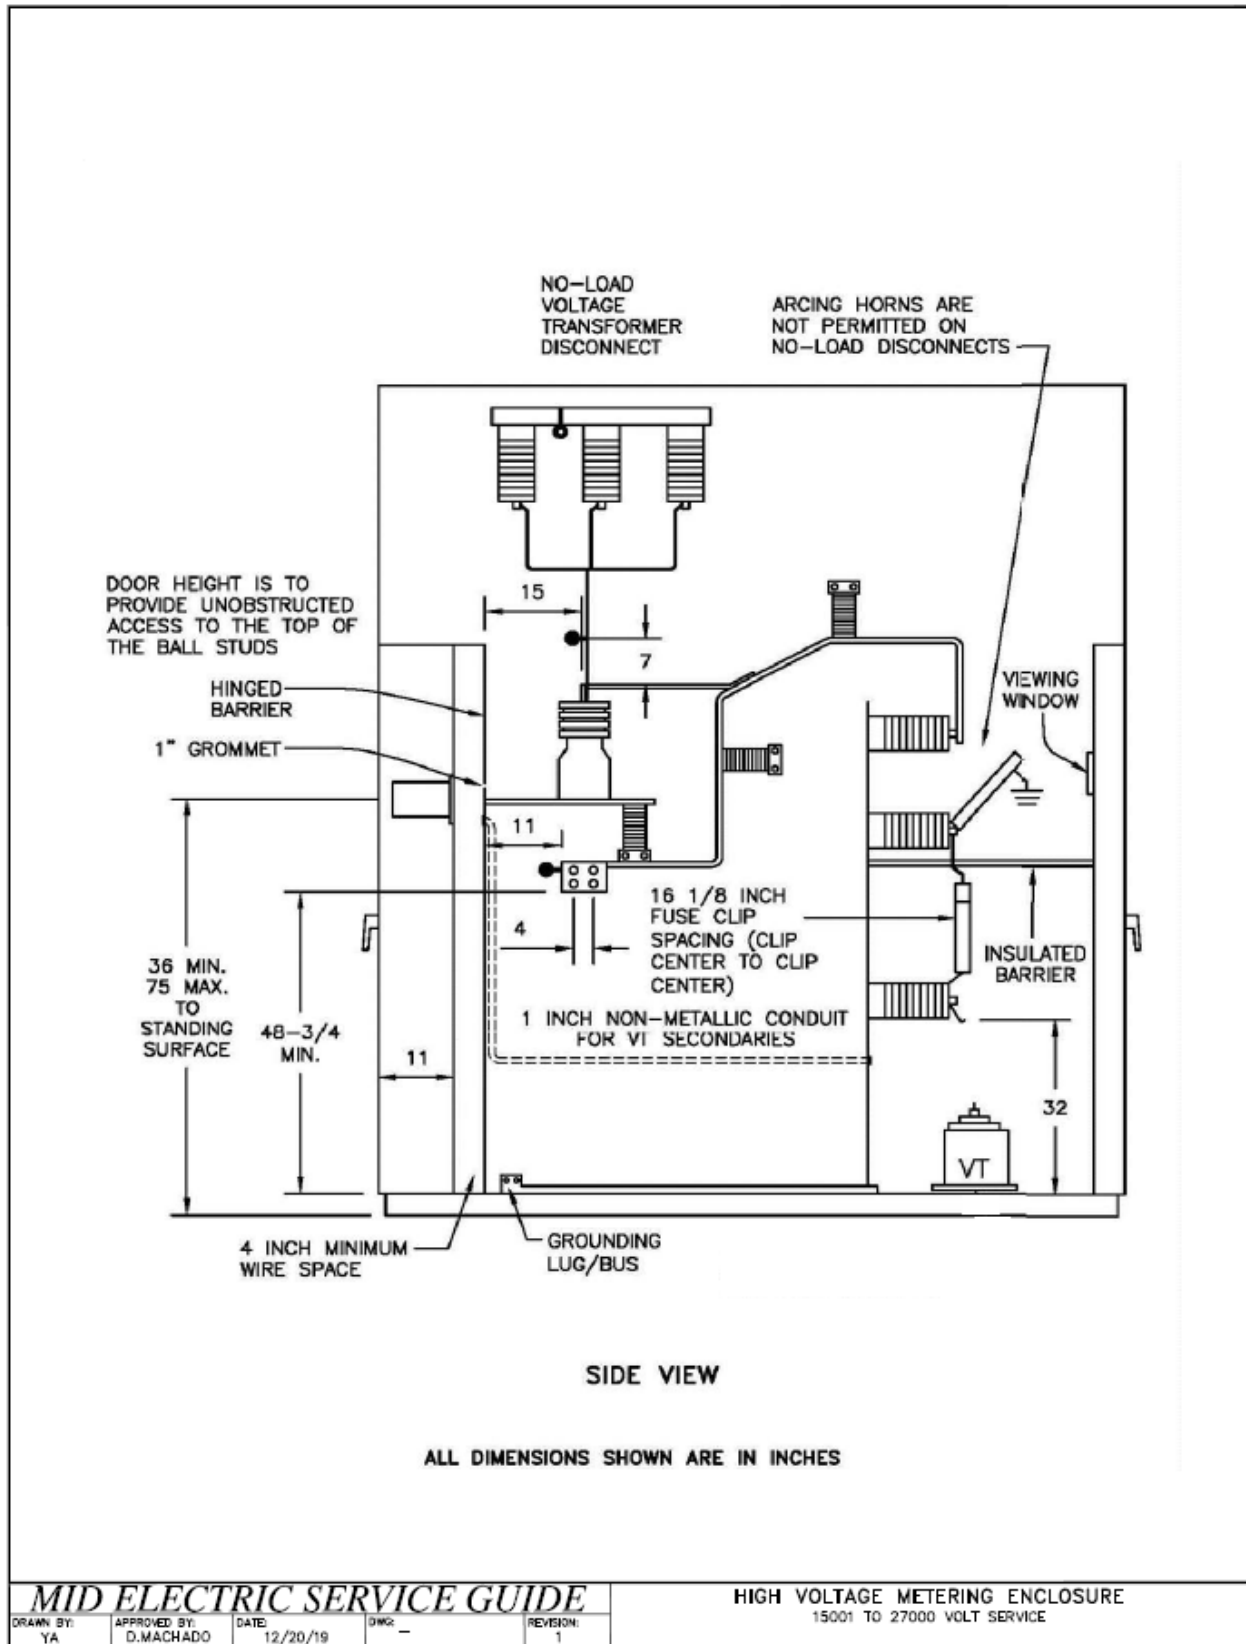 NO-LOAD
VOLTAGE
TRANSFORMER
DISCONNECT
ARCING HORNS ARE
NOT PERMITTED ON
NO-LOAD DISCONNECTS
DOOR HEIGHT IS TO
PROVIDE UNOBSTRUCTED
ACCESS TO THE TOP OF
THE BALL STUDS
15
7
HINGED
BARRIER
VIEWING
WINDOW
1" GROMMET
11
16 1/8 INCH
FUSE CLIP
SPACING (CLIP
CENTER TO CLIP
CENTER)
4
INSULATED
BARRIER
36 MIN.
75 MAX.
TO
STANDING
SURFACE
48-3/4
MIN.
1 INCH NON-METALLIC CONDUIT
FOR VT SECONDARIES
11
32
VT
4 INCH MINIMUM
WIRE SPACE
GROUNDING
LUG/BUS
SIDE VIEW
ALL DIMENSIONS SHOWN ARE IN INCHES
MID ELECTRIC SERVICE GUIDE
DRAWN BY:
YA
APPROVED BY:
D.MACHADO
DATE:
12/20/19
DWG:
—
REVISION:
1
HIGH VOLTAGE METERING ENCLOSURE
15001 TO 27000 VOLT SERVICE